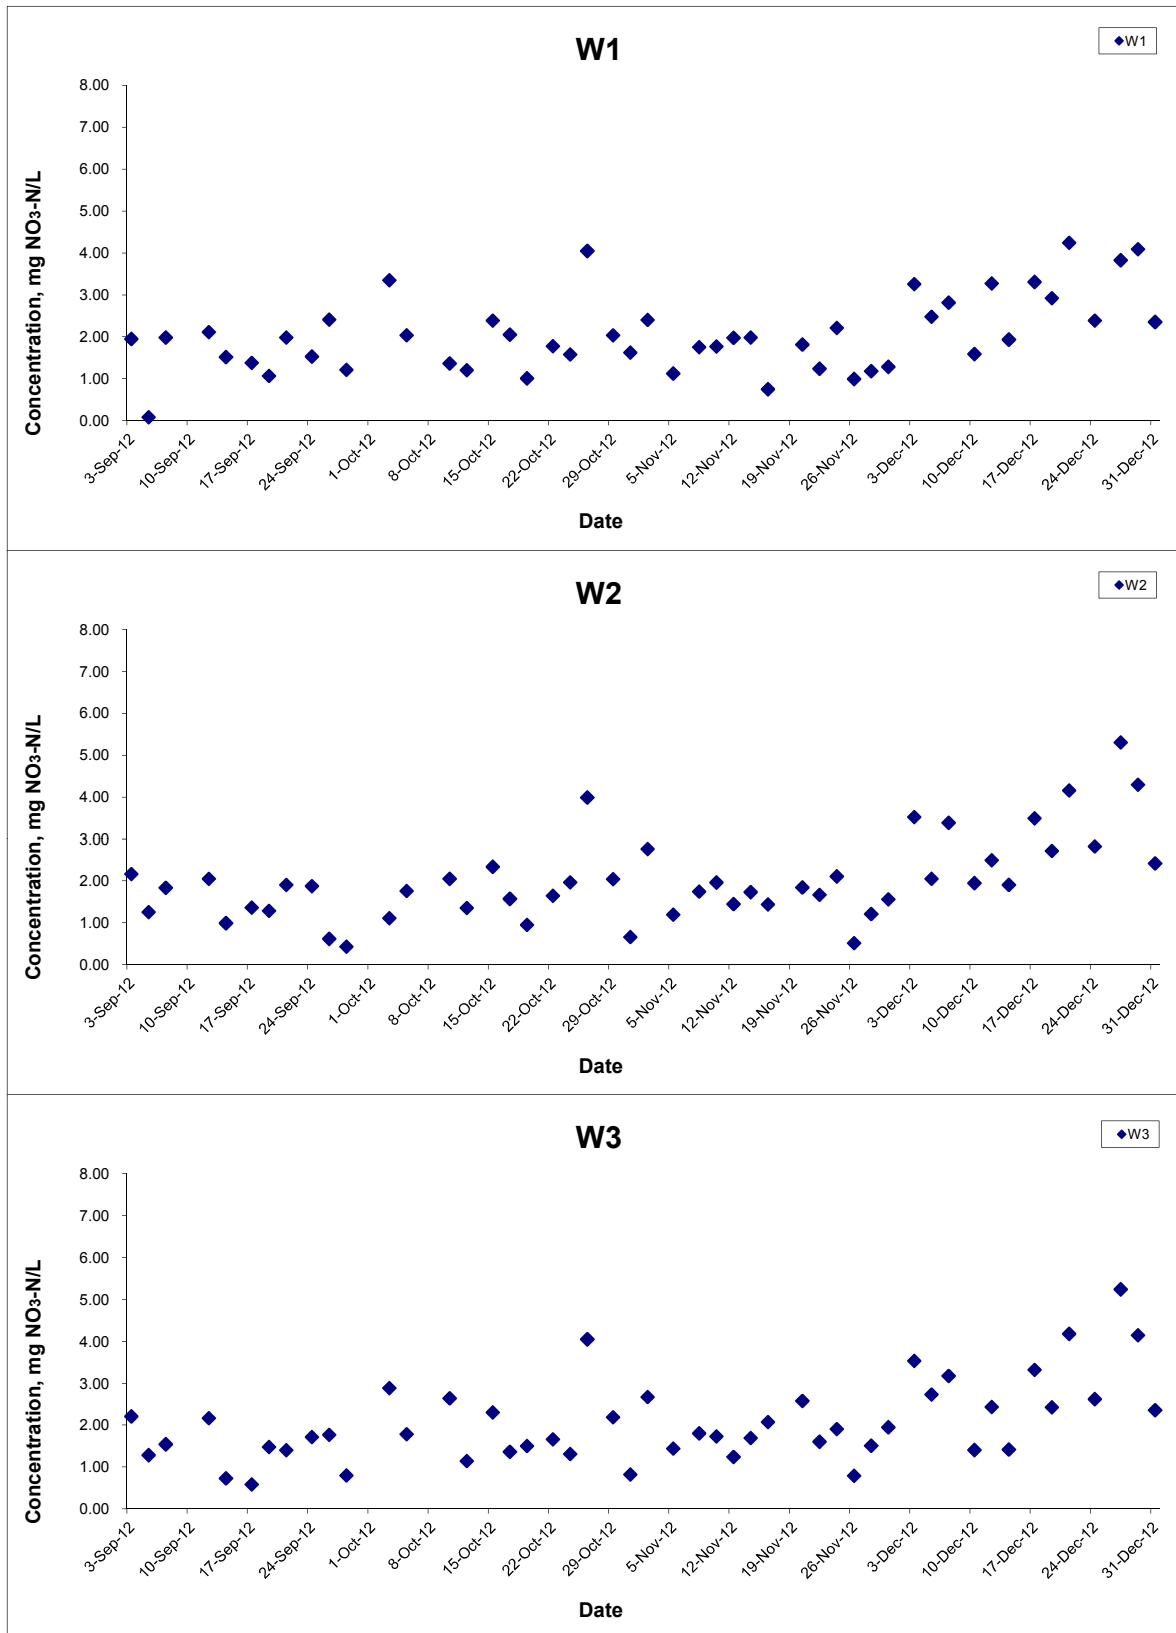 W1
W1
Concentration, mg NO3-N/L
8.00
7.00
6.00
5.00
4.00
3.00
2.00
1.00
0.00
3-Sep-12
10-Sep-12
17-Sep-12
24-Sep-12
1-Oct-12
8-Oct-12
15-Oct-12
22-Oct-12
29-Oct-12
5-Nov-12
12-Nov-12
19-Nov-12
26-Nov-12
3-Dec-12
10-Dec-12
17-Dec-12
24-Dec-12
31-Dec-12
Date
W2
W2
Concentration, mg NO3-N/L
8.00
7.00
6.00
5.00
4.00
3.00
2.00
1.00
0.00
3-Sep-12
10-Sep-12
17-Sep-12
24-Sep-12
1-Oct-12
8-Oct-12
15-Oct-12
22-Oct-12
29-Oct-12
5-Nov-12
12-Nov-12
19-Nov-12
26-Nov-12
3-Dec-12
10-Dec-12
17-Dec-12
24-Dec-12
31-Dec-12
Date
W3
W3
Concentration, mg NO3-N/L
8.00
7.00
6.00
5.00
4.00
3.00
2.00
1.00
0.00
3-Sep-12
10-Sep-12
17-Sep-12
24-Sep-12
1-Oct-12
8-Oct-12
15-Oct-12
22-Oct-12
29-Oct-12
5-Nov-12
12-Nov-12
19-Nov-12
26-Nov-12
3-Dec-12
10-Dec-12
17-Dec-12
24-Dec-12
31-Dec-12
Date